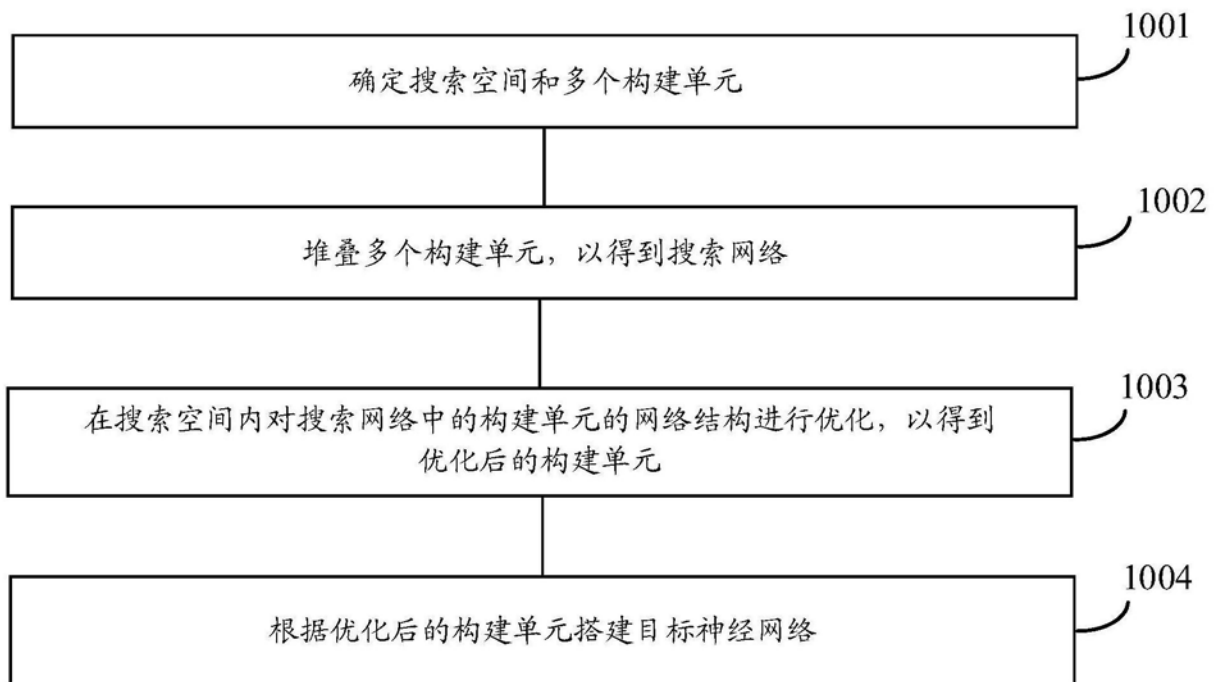 1001
确定搜索空间和多个构建单元
1002
堆叠多个构建单元，以得到搜索网络
1003
在搜索空间内对搜索网络中的构建单元的网络结构进行优化，以得到
优化后的构建单元
1004
根据优化后的构建单元搭建目标神经网络